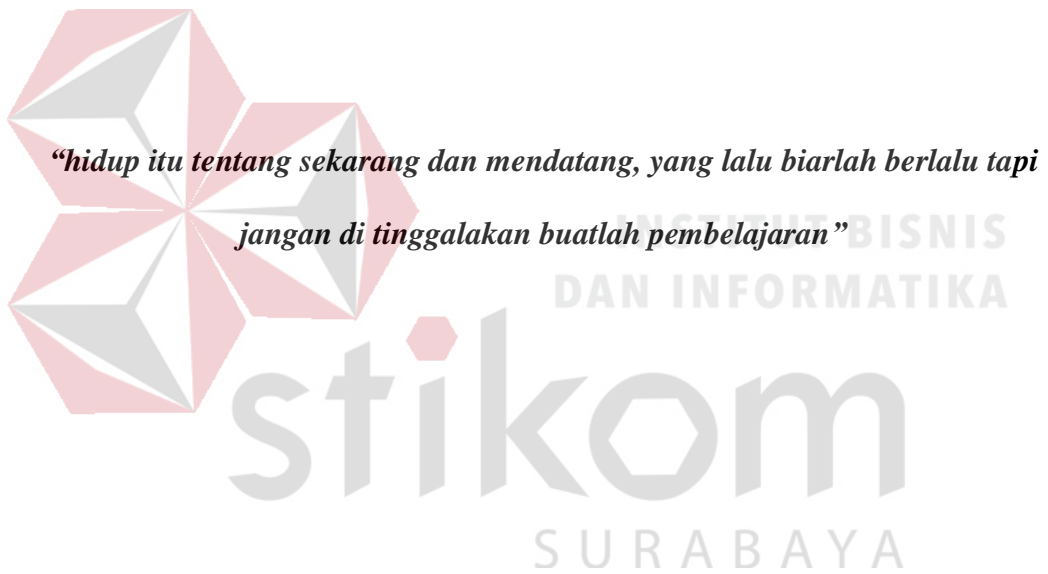 “hidup itu tentang sekarang dan mendatang, yang lalu biarlah berlalu tapi
jangan di tinggalakan buatlah pembelajaran”
INSTITUT BISNIS
DAN INFORMATIKA
stikom
SURABAYA